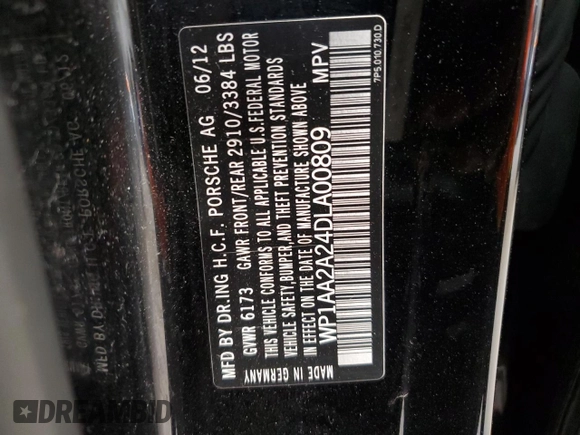 MFD BY DR.ING H.C.F. PORSCHE AG 06/12
GVWR 6173 GAWR FRONT/REAR 2910/3384 LBS
THIS VEHICLE CONFORMS TO ALL APPLICABLE U.S.FEDERAL MOTOR
VEHICLE SAFETY,BUMPER,AND THEFT PREVENTION STANDARDS
IN EFFECT ON THE DATE OF MANUFACTURE SHOWN ABOVE
WP1AA2A24DLA00809 MPV
MADE IN GERMANY
7P5.010.730.D
DREAMBID